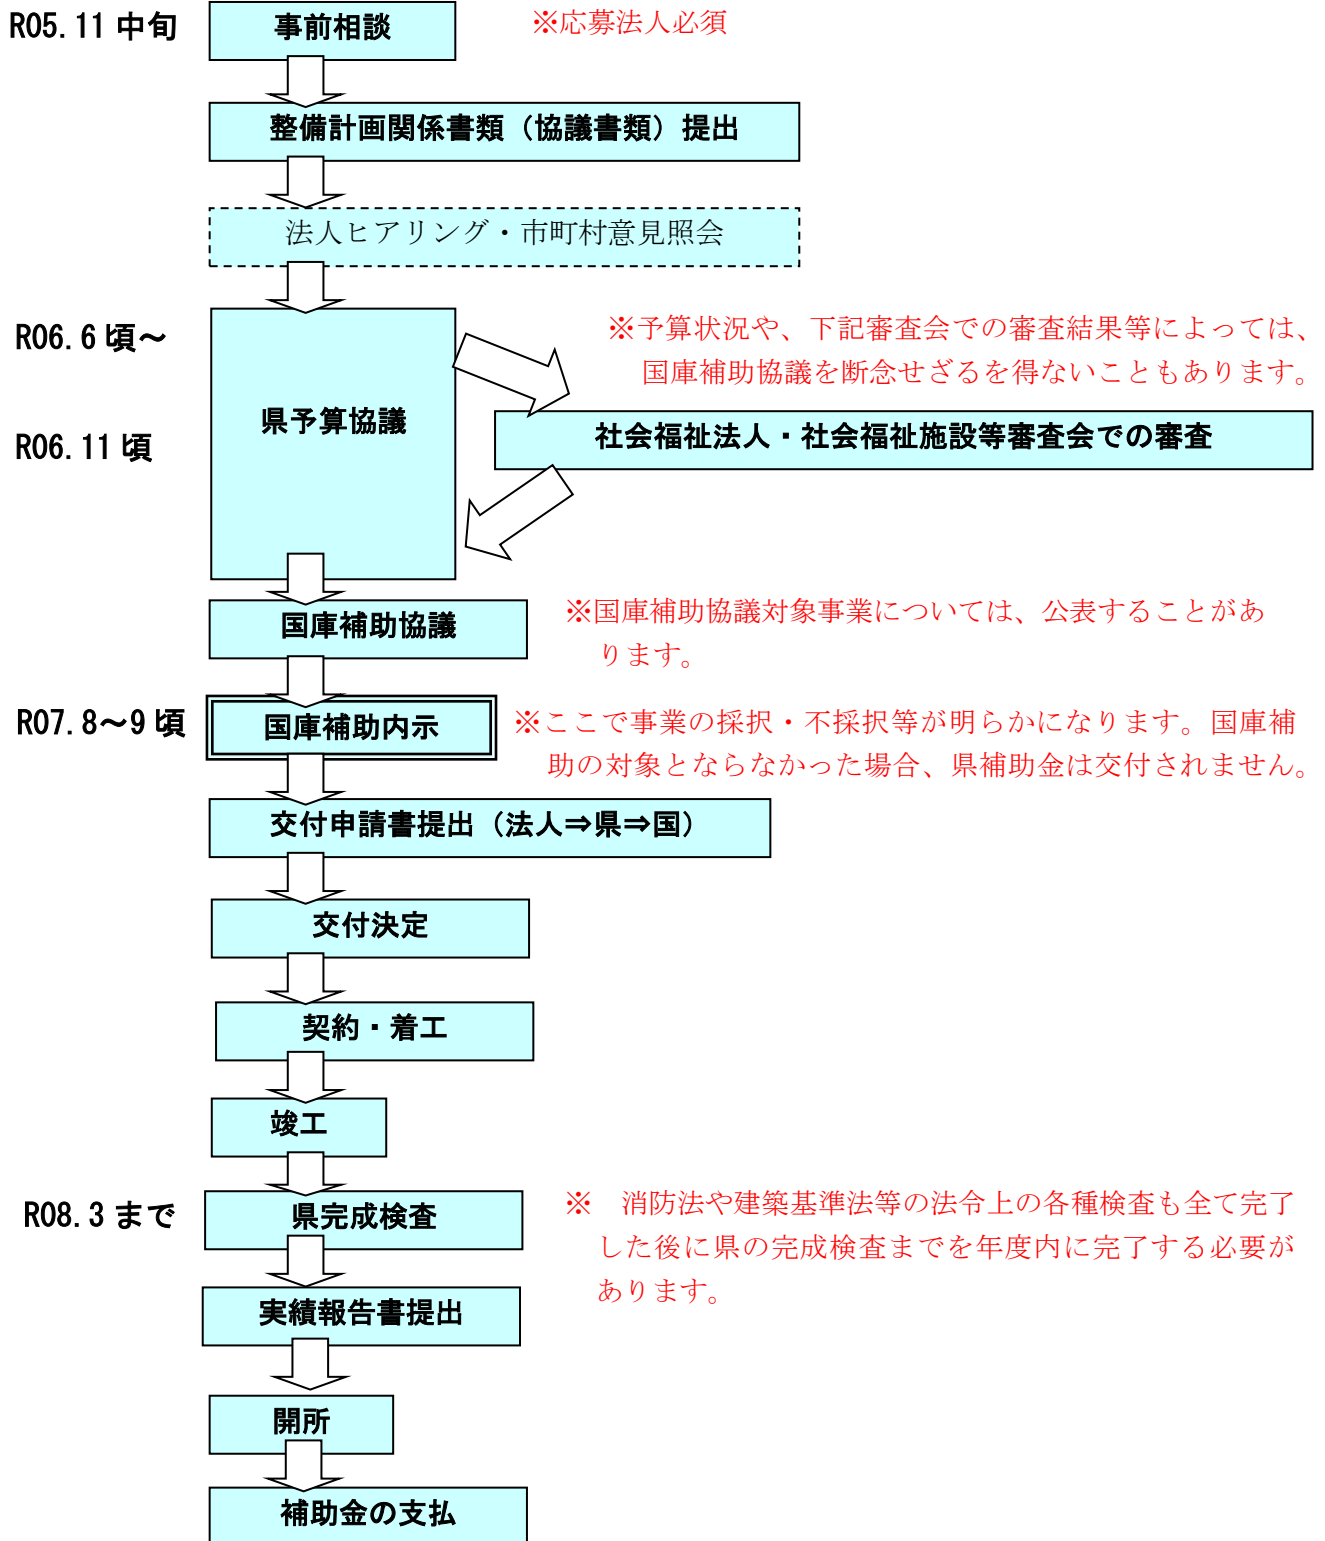 R05.11中旬
事前相談
※応募法人必須
整備計画関係書類（協議書類）提出
法人ヒアリング・市町村意見照会
R06.6頃～
※予算状況や、下記審査会での審査結果等によっては、
国庫補助協議を断念せざるを得ないこともあります。
県予算協議
R06.11頃
社会福祉法人・社会福祉施設等審査会での審査
国庫補助協議
※国庫補助協議対象事業については、公表することがあ
ります。
R07.8～9頃
国庫補助内示
※ここで事業の採択・不採択等が明らかになります。国庫補
助の対象とならなかった場合、県補助金は交付されません。
交付申請書提出（法人⇒県⇒国）
交付決定
契約・着工
竣工
R08.3まで
県完成検査
※　消防法や建築基準法等の法令上の各種検査も全て完了
した後に県の完成検査までを年度内に完了する必要が
あります。
実績報告書提出
開所
補助金の支払